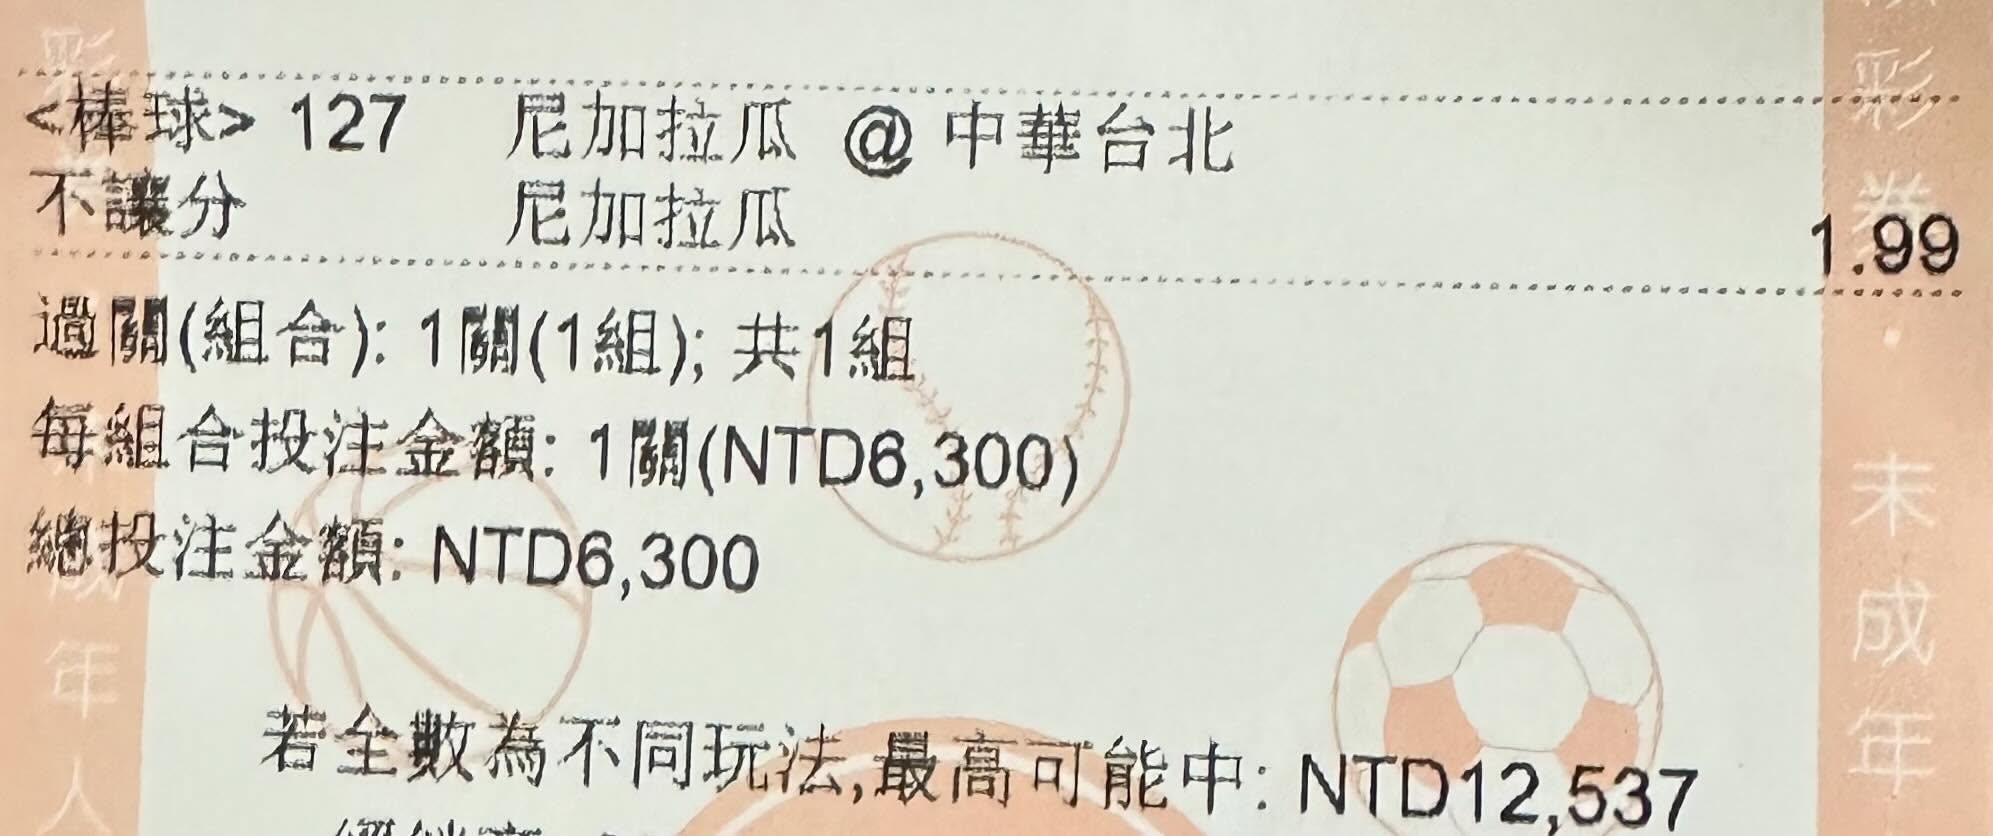 <棒球> 127 尼加拉瓜 @ 中華台北
不讓分 尼加拉瓜 1.99
過關(組合): 1關(1組); 共1組
每組合投注金額: 1關(NTD6,300)
總投注金額: NTD6,300
若全數為不同玩法,最高可能中: NTD12,537
彩
成年人
彩券．未成年